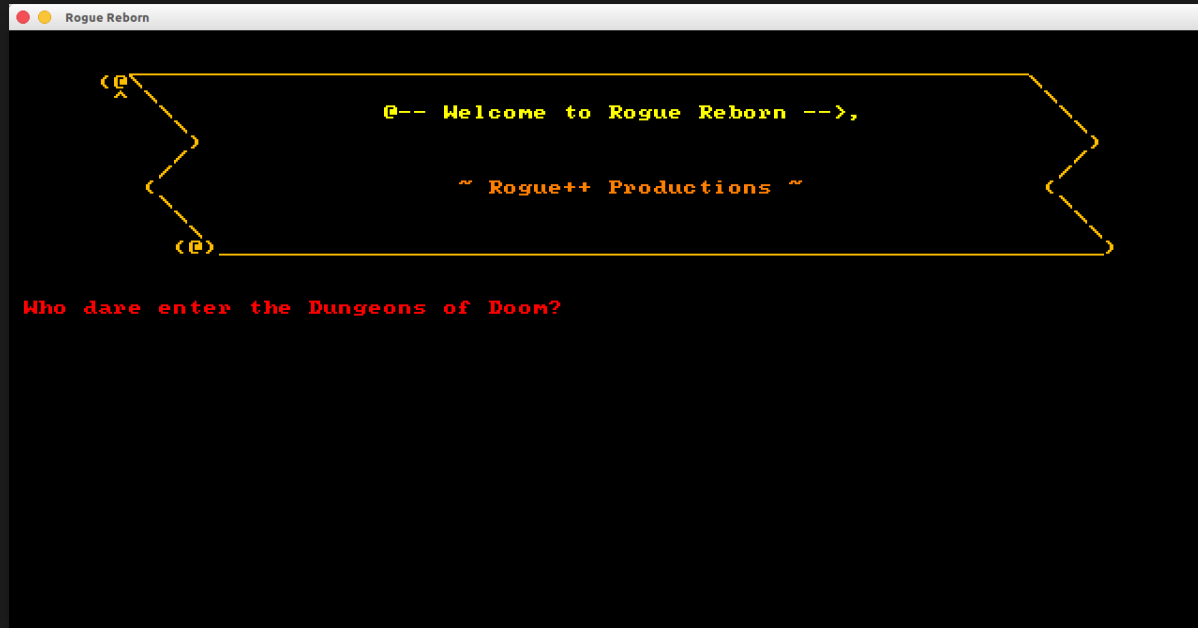 Rogue Reborn
@-- Welcome to Rogue Reborn -->,
~ Rogue++ Productions ~
Who dare enter the Dungeons of Doom?